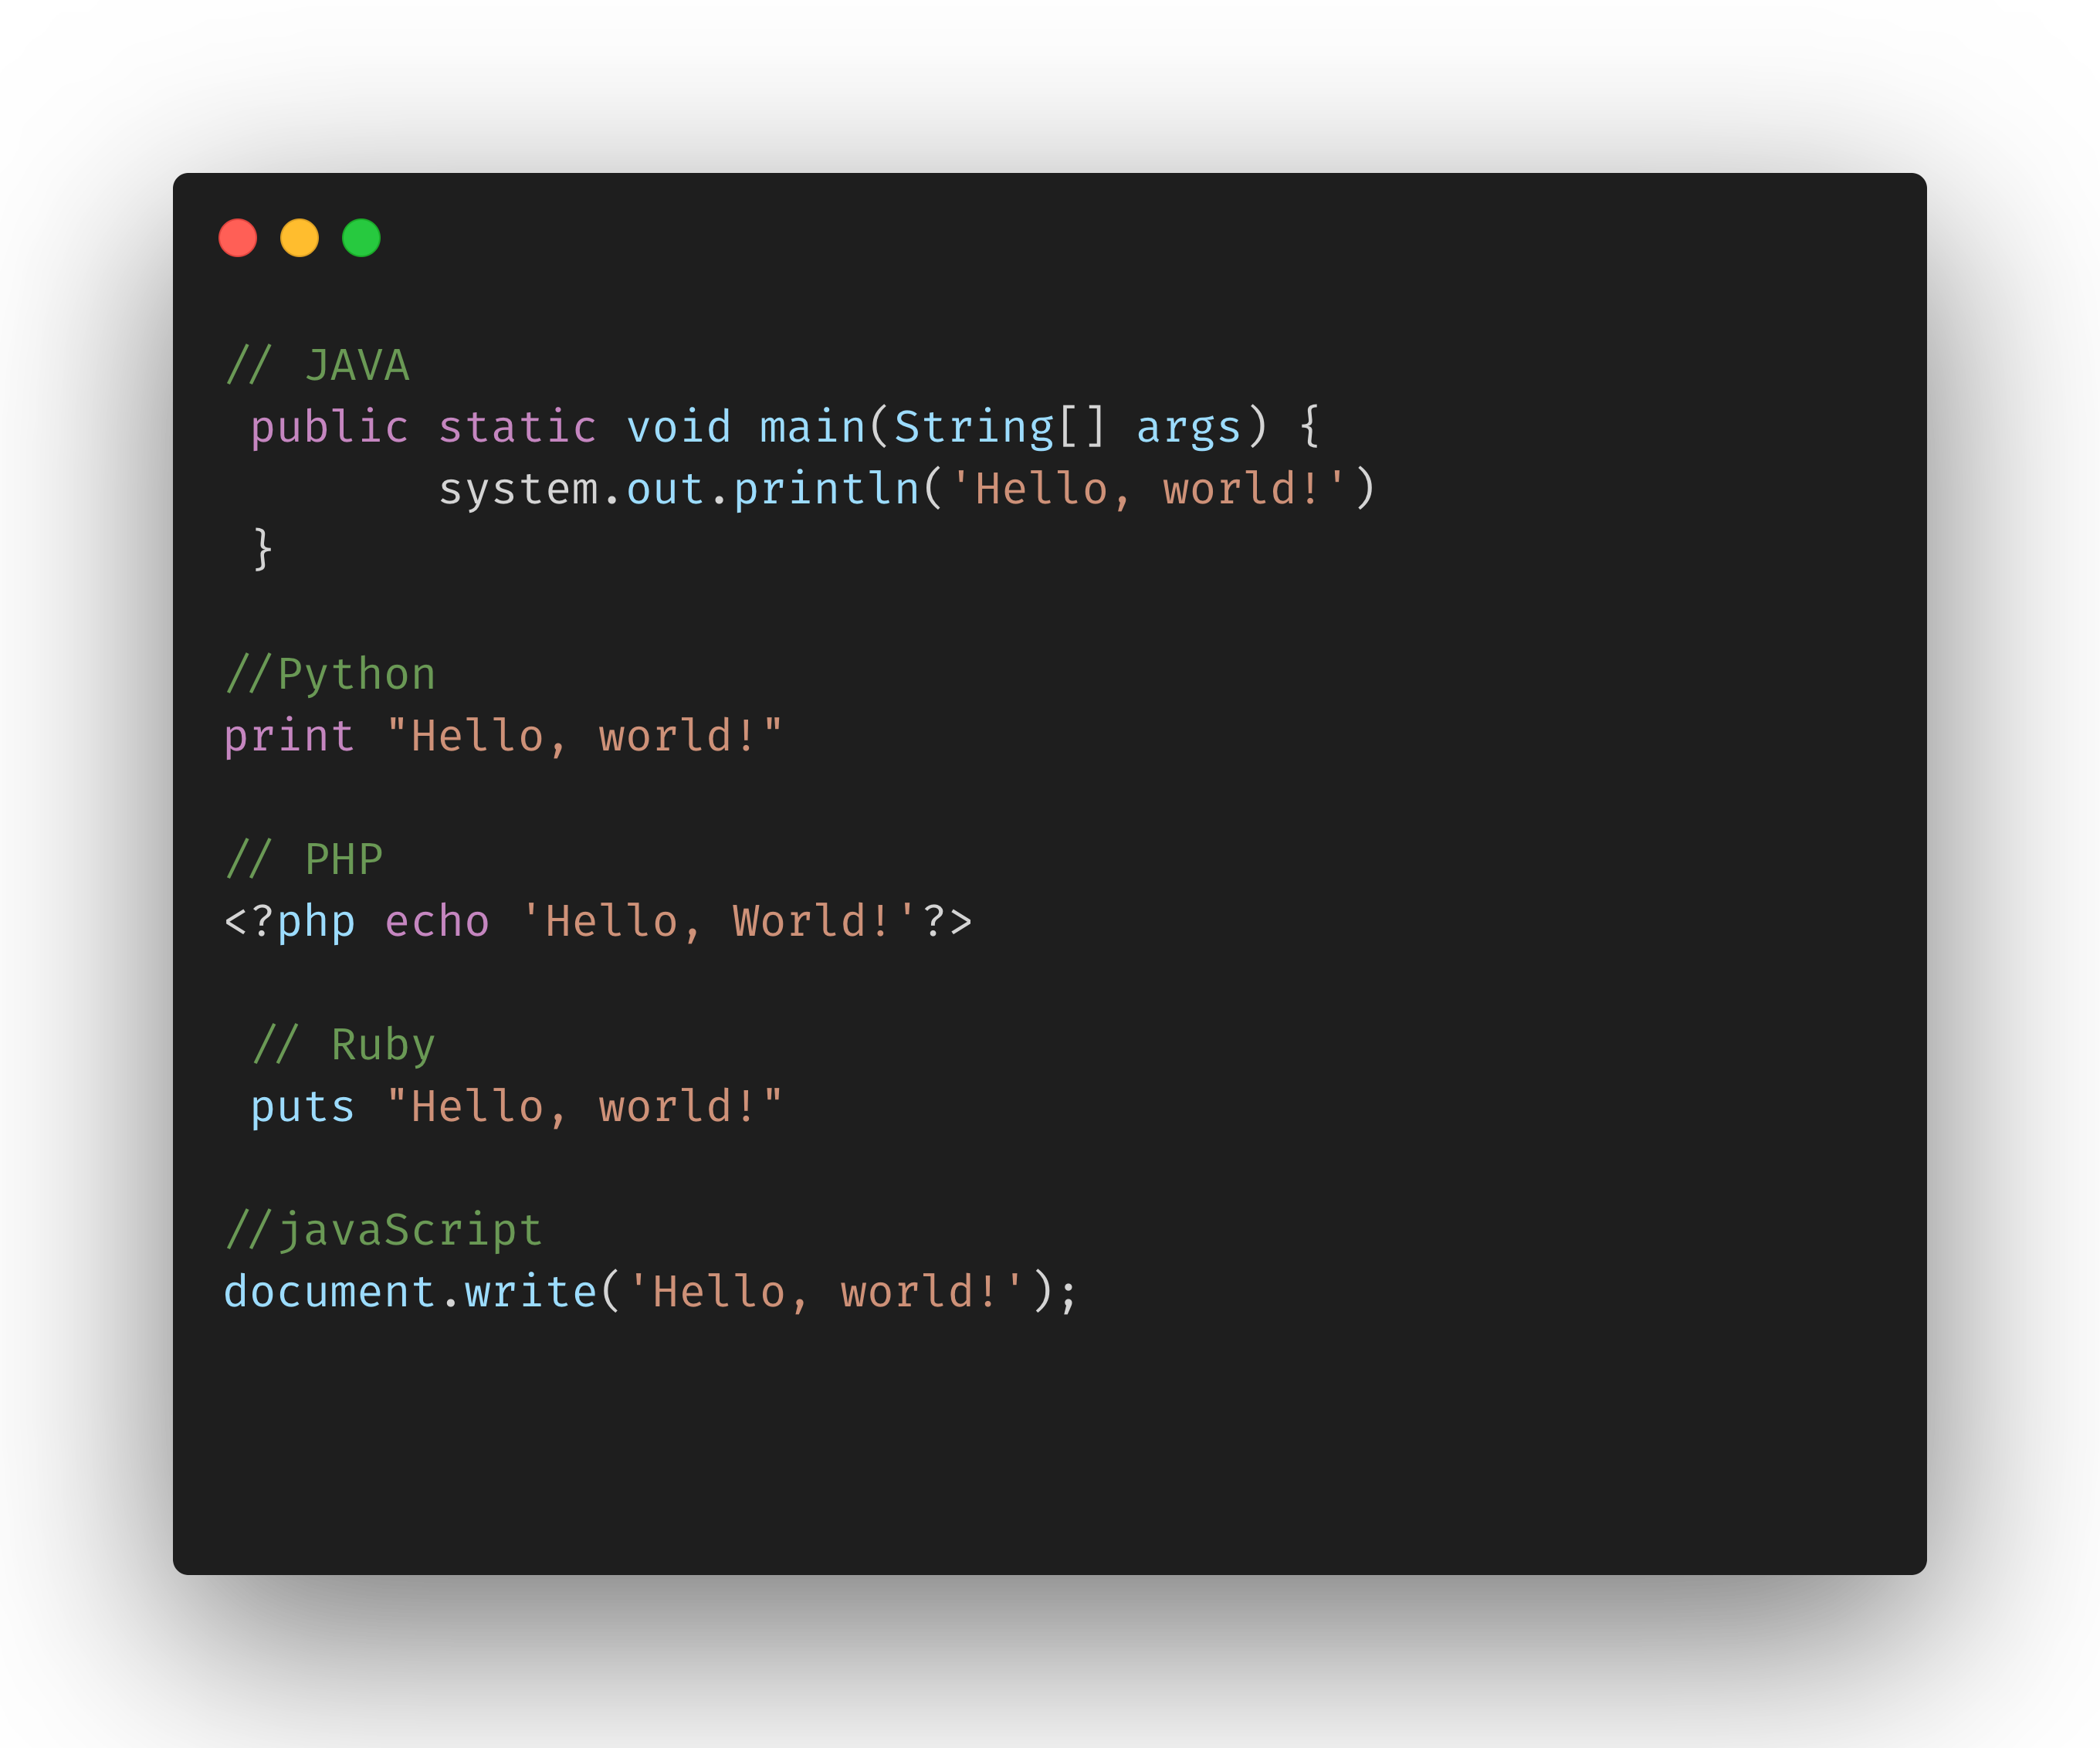 // JAVA
public static void main(String[] args) {
system.out.println('Hello, world!')
}
//Python
print "Hello, world!"
// PHP
<?php echo 'Hello, World!'?>
// Ruby
puts "Hello, world!"
//javaScript
document.write('Hello, world!');